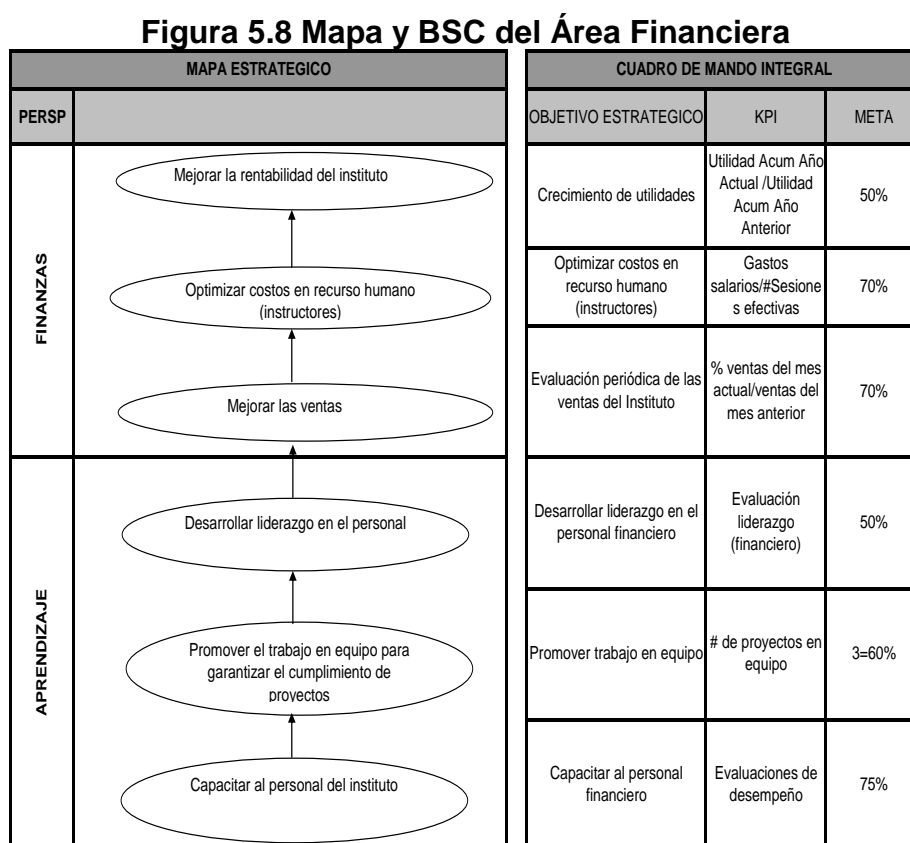 Figura 5.8 Mapa y BSC del Área Financiera
MAPA ESTRATEGICO
CUADRO DE MANDO INTEGRAL
PERSP
OBJETIVO ESTRATEGICO
KPI
META
FINANZAS
Mejorar la rentabilidad del instituto
Crecimiento de utilidades
Utilidad Acum Año
Actual /Utilidad
Acum Año
Anterior
50%
Optimizar costos en recurso humano
(instructores)
Optimizar costos en
recurso humano
(instructores)
Gastos
salarios/#Sesione
s efectivas
70%
Mejorar las ventas
Evaluación periódica de las
ventas del Instituto
% ventas del mes
actual/ventas del
mes anterior
70%
APRENDIZAJE
Desarrollar liderazgo en el personal
Desarrollar liderazgo en el
personal financiero
Evaluación
liderazgo
(financiero)
50%
Promover el trabajo en equipo para
garantizar el cumplimiento de
proyectos
Promover trabajo en equipo
# de proyectos en
equipo
3=60%
Capacitar al personal del instituto
Capacitar al personal
financiero
Evaluaciones de
desempeño
75%